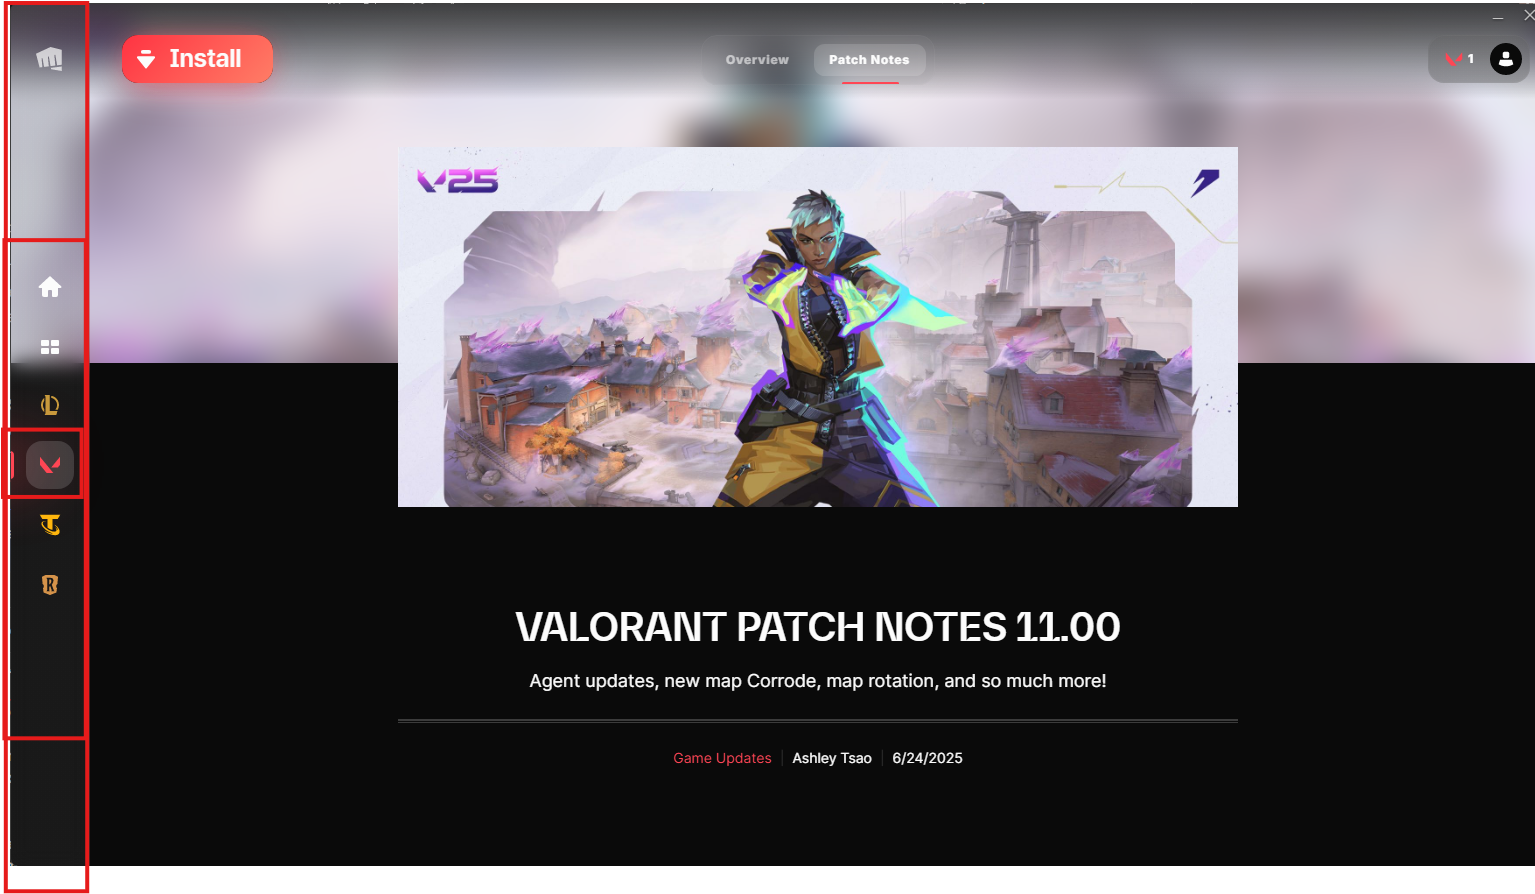 Install
Overview
Patch Notes
1
V25
VALORANT PATCH NOTES 11.00
Agent updates, new map Corrode, map rotation, and so much more!
Game Updates | Ashley Tsao | 6/24/2025